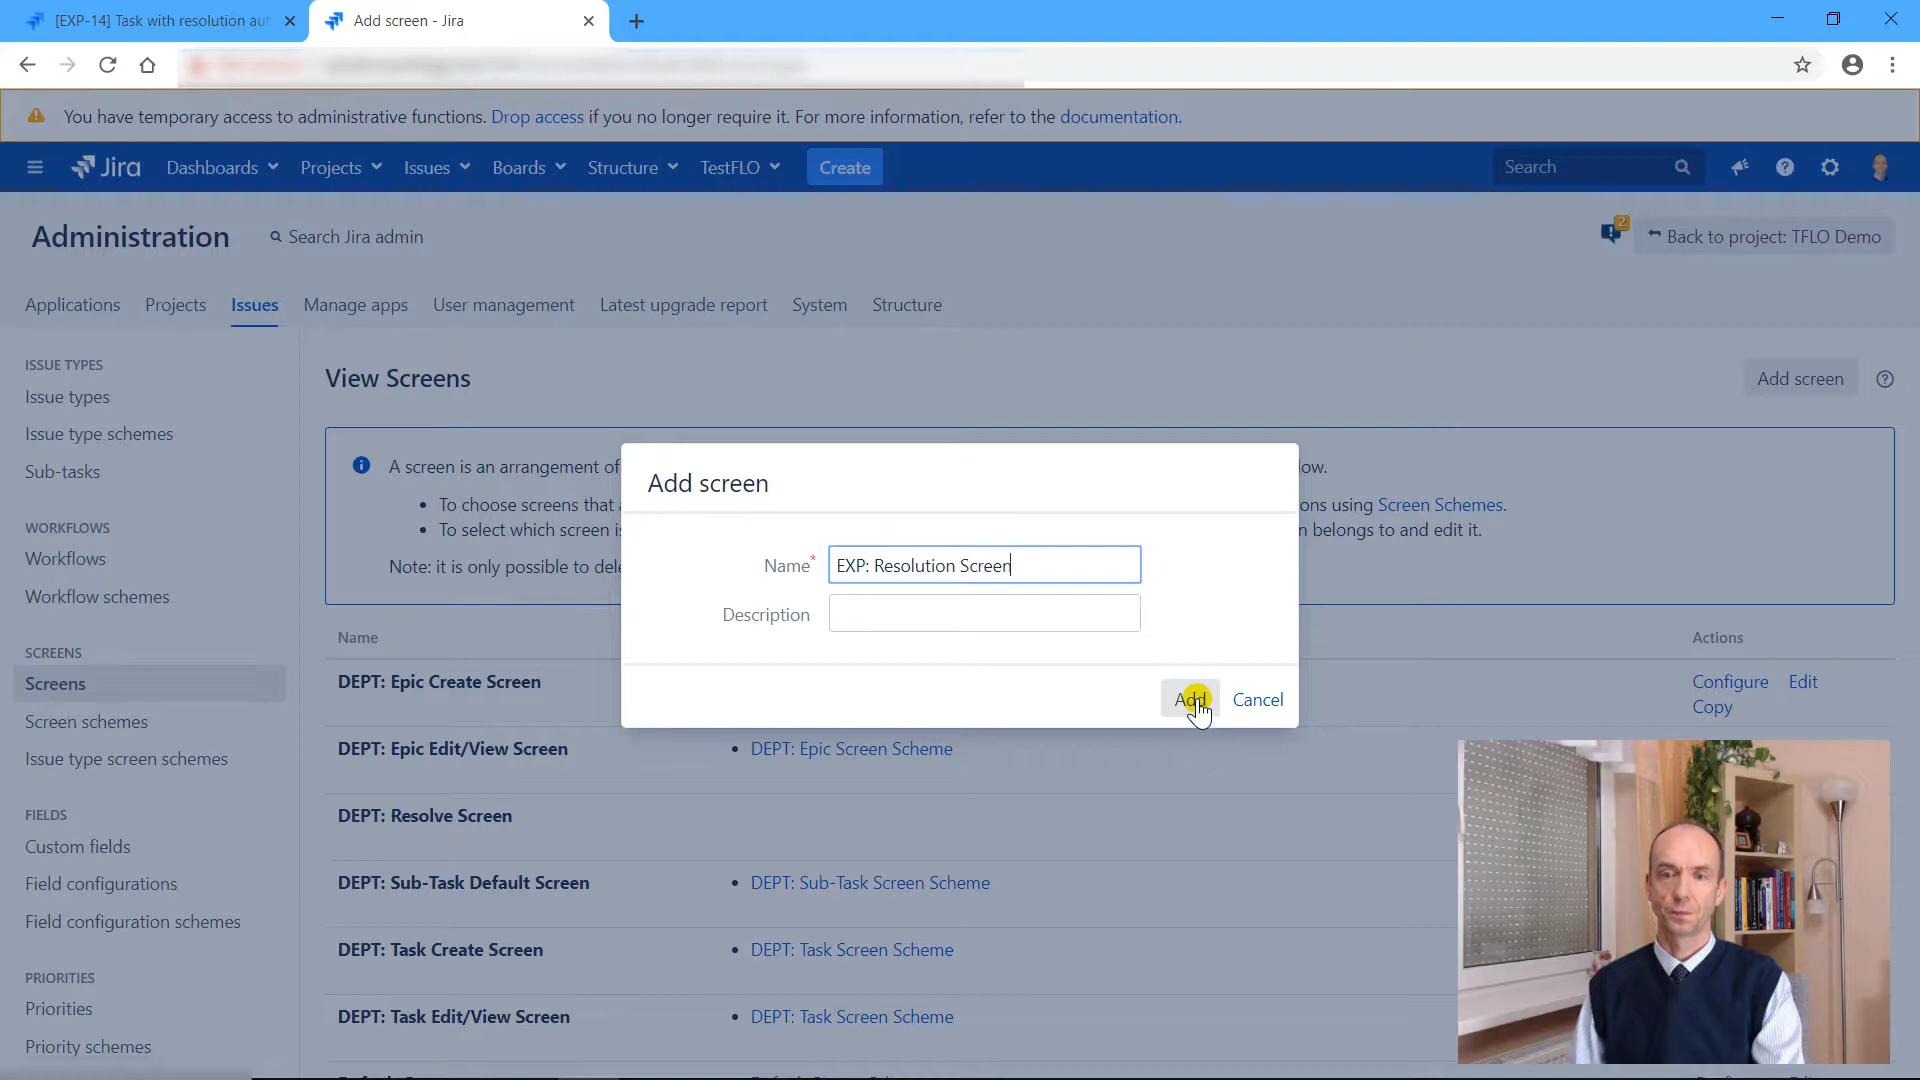 [EXP-14] Task with resolution aut
Add screen - Jira
You have temporary access to administrative functions. Drop access if you no longer require it. For more information, refer to the documentation.
Jira
Dashboards
Projects
Issues
Boards
Structure
TestFLO
Create
Search
Administration
Search Jira admin
2
Back to project: TFLO Demo
Applications
Projects
Issues
Manage apps
User management
Latest upgrade report
System
Structure
ISSUE TYPES
Issue types
Issue type schemes
Sub-tasks
WORKFLOWS
Workflows
Workflow schemes
SCREENS
Screens
Screen schemes
Issue type screen schemes
FIELDS
Custom fields
Field configurations
Field configuration schemes
PRIORITIES
Priorities
Priority schemes
View Screens
Add screen
A screen is an arrangement of
low.
• To choose screens that
ons using Screen Schemes.
• To select which screen i
n belongs to and edit it.
Note: it is only possible to del
Add screen
Name*
EXP: Resolution Screen
Description
Add
Cancel
Name
Actions
DEPT: Epic Create Screen
Configure Edit
Copy
DEPT: Epic Edit/View Screen
• DEPT: Epic Screen Scheme
DEPT: Resolve Screen
DEPT: Sub-Task Default Screen
• DEPT: Sub-Task Screen Scheme
DEPT: Task Create Screen
• DEPT: Task Screen Scheme
DEPT: Task Edit/View Screen
• DEPT: Task Screen Scheme